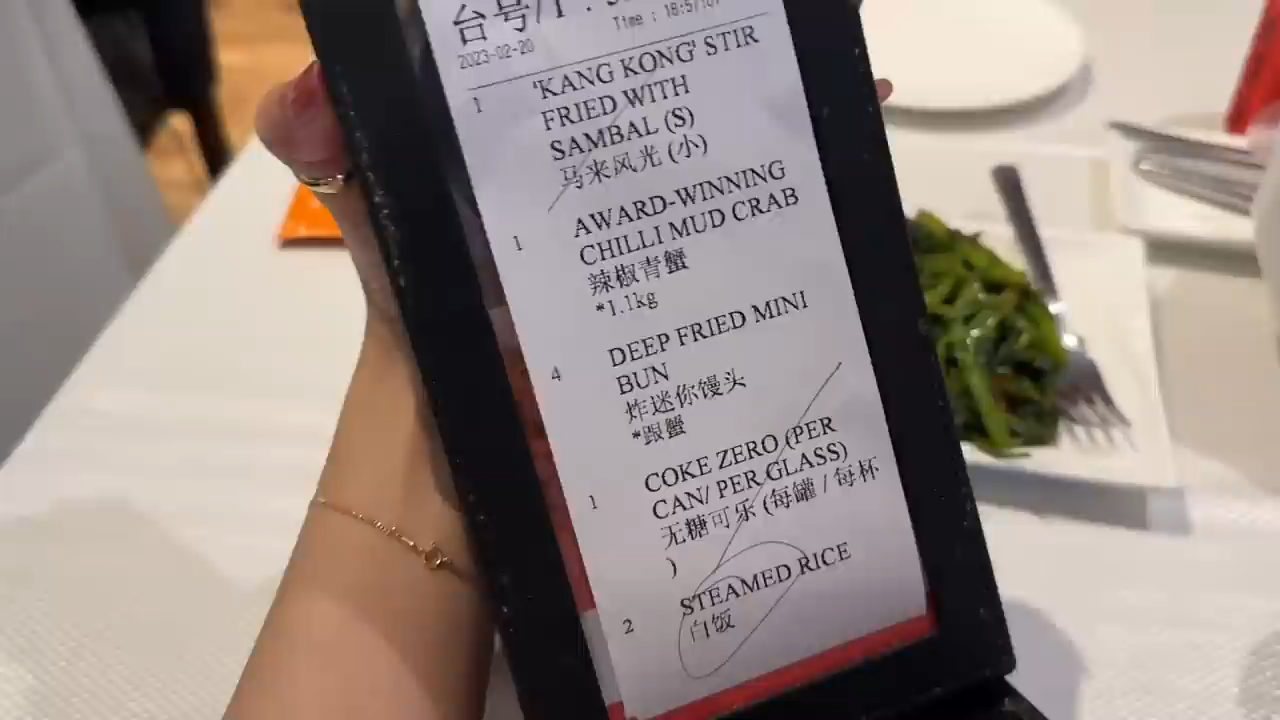 台号/T :
Time : 18:57:07
2023-02-20
1 'KANG KONG' STIR
FRIED WITH
SAMBAL (S)
马来风光 (小)
1 AWARD-WINNING
CHILLI MUD CRAB
辣椒青蟹
*1.1kg
4 DEEP FRIED MINI
BUN
炸迷你馒头
*跟蟹
1 COKE ZERO (PER
CAN/ PER GLASS)
无糖可乐 (每罐 / 每杯
)
2 STEAMED RICE
白饭